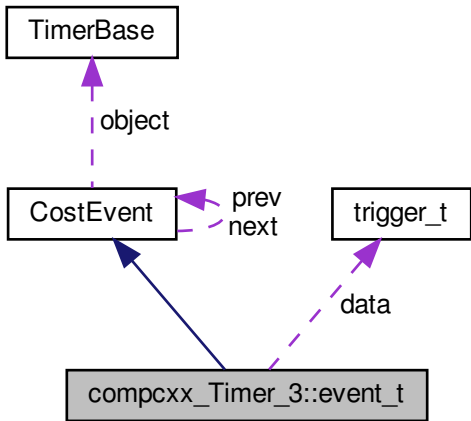 TimerBase
object
CostEvent
prev
next
trigger_t
data
compcxx_Timer_3::event_t